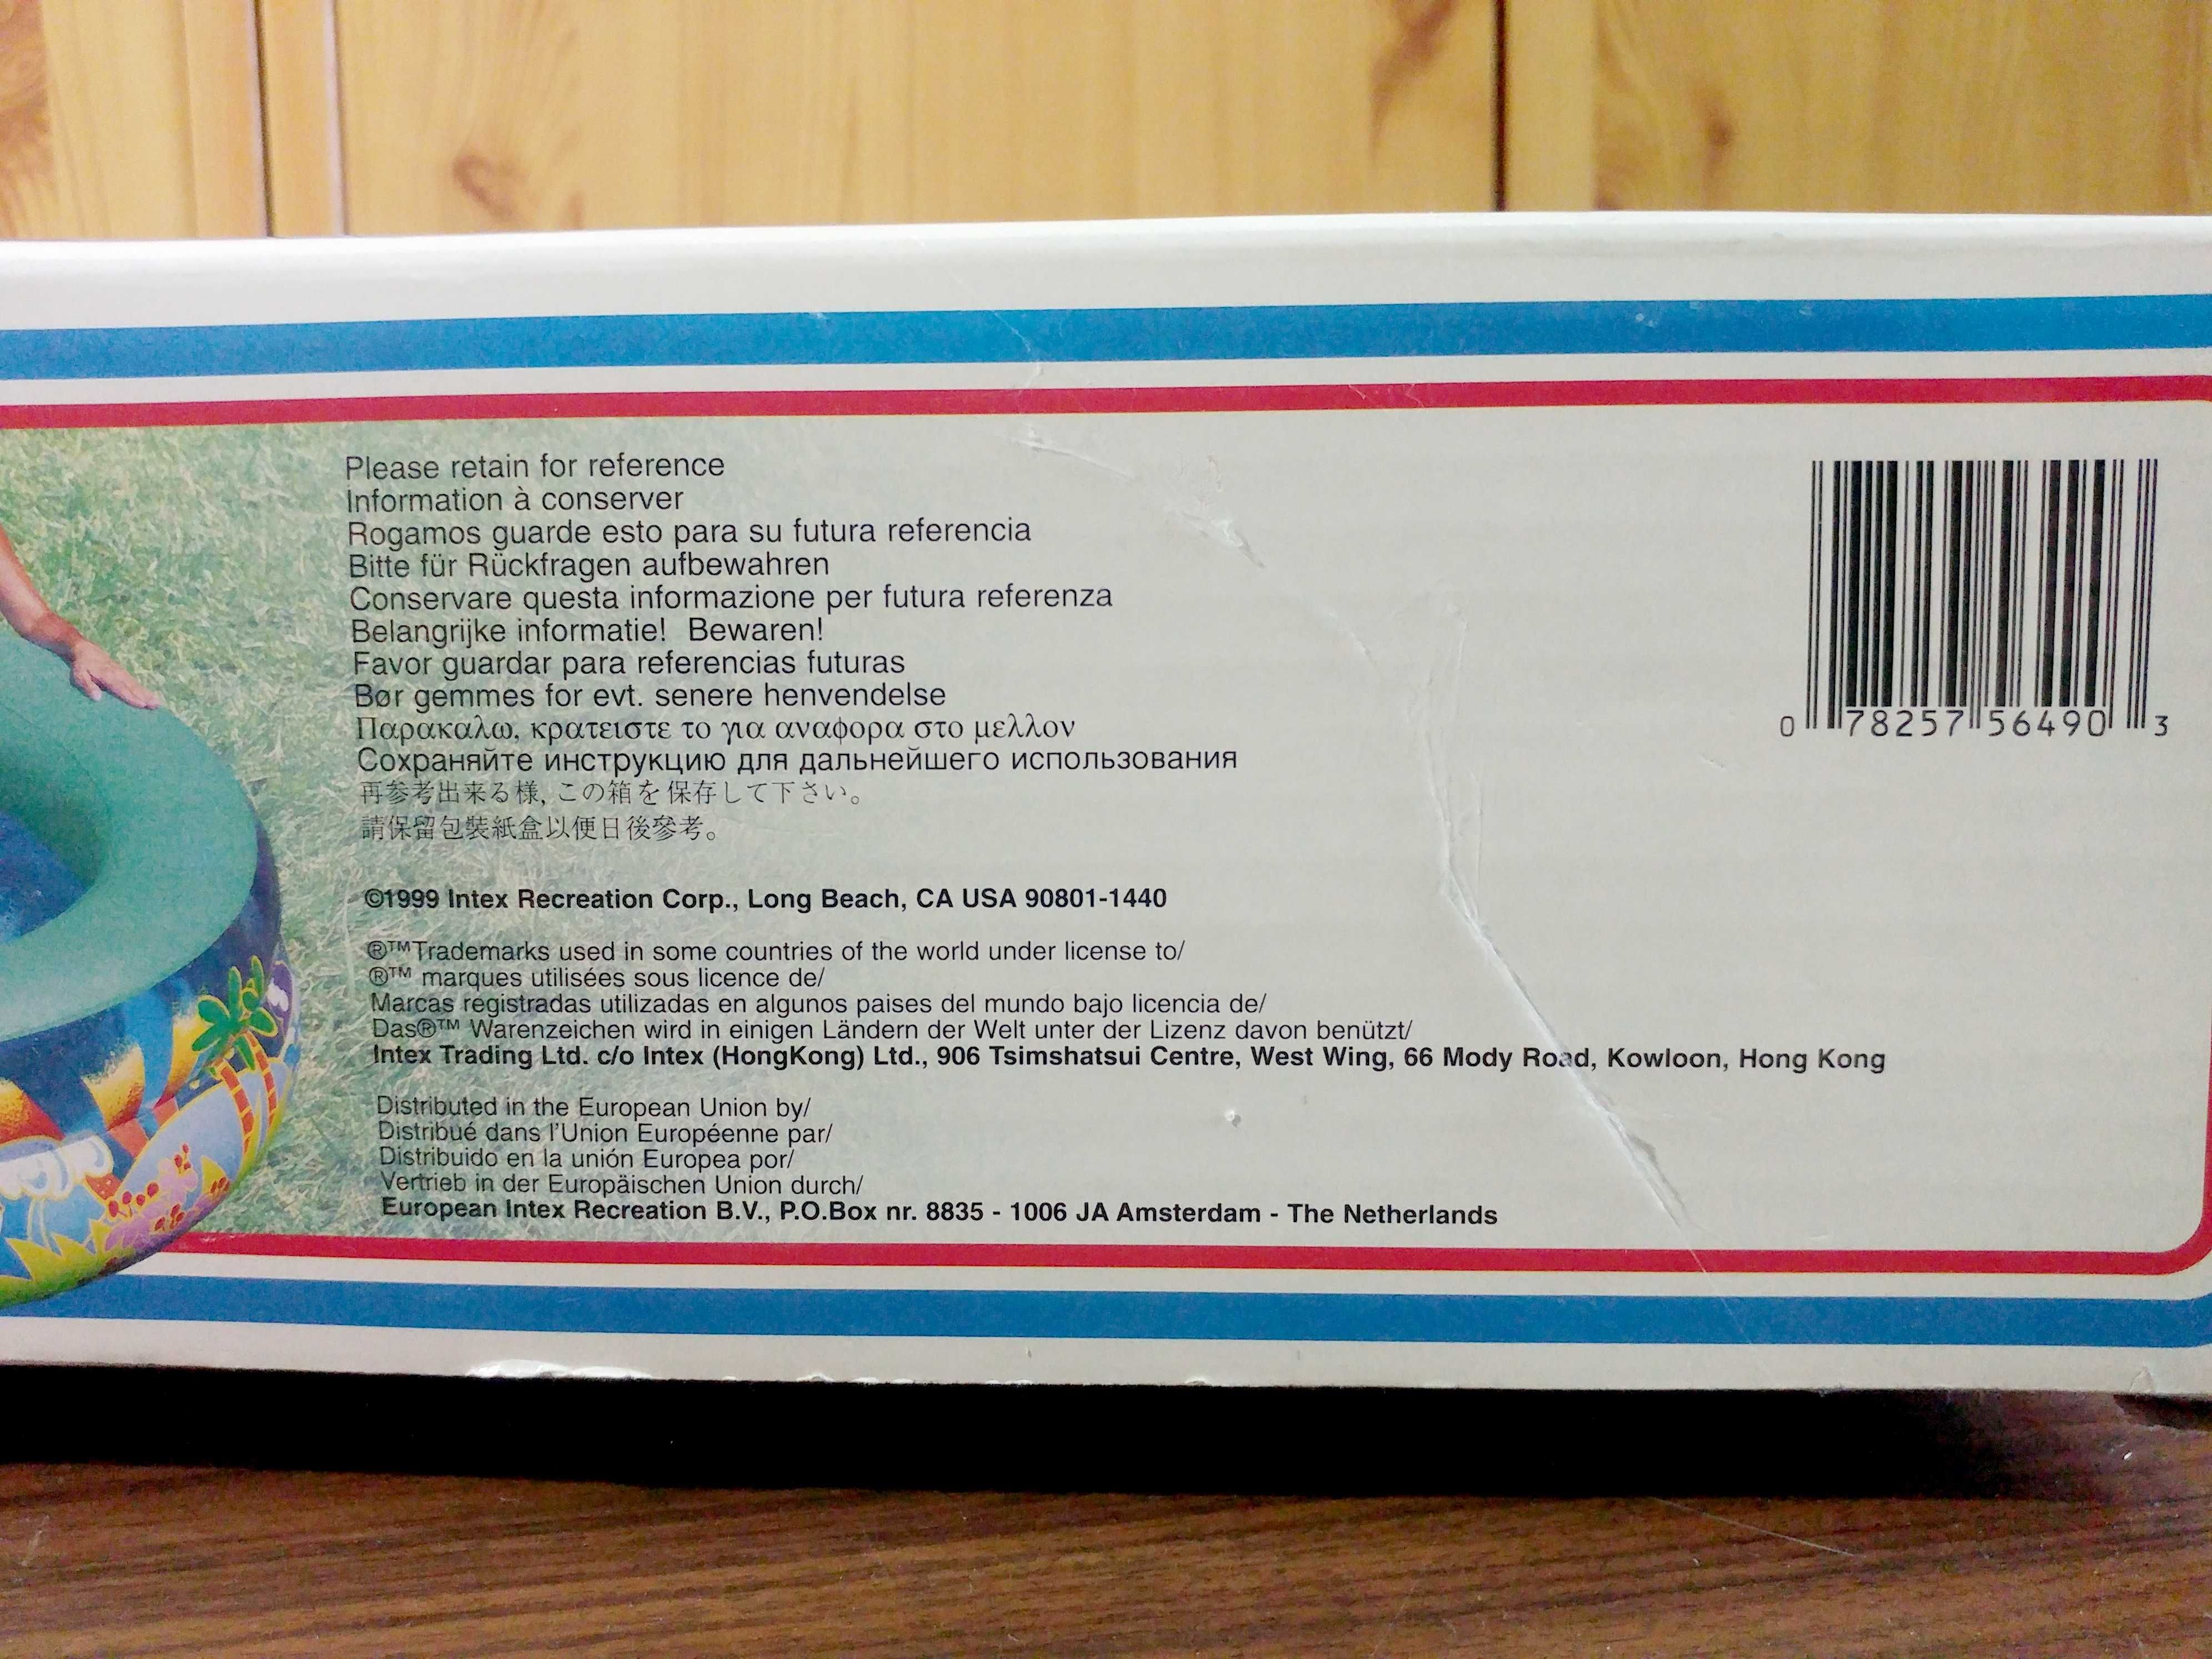 Please retain for reference
Information à conserver
Rogamos guarde esto para su futura referencia
Bitte für Rückfragen aufbewahren
Conservare questa informazione per futura referenza
Belangrijke informatie! Bewaren!
Favor guardar para referencias futuras
Bør gemmes for evt. senere henvendelse
Παρακαλω, κρατειστε το για αναφορα στο μελλον
Сохраняйте инструкцию для дальнейшего использования
再参考出来る様, この箱を保存して下さい。
請保留包裝紙盒以便日後參考。
©1999 Intex Recreation Corp., Long Beach, CA USA 90801-1440
®™Trademarks used in some countries of the world under license to/
®™ marques utilisées sous licence de/
Marcas registradas utilizadas en algunos paises del mundo bajo licencia de/
Das®™ Warenzeichen wird in einigen Ländern der Welt unter der Lizenz davon benützt/
Intex Trading Ltd. c/o Intex (HongKong) Ltd., 906 Tsimshatsui Centre, West Wing, 66 Mody Road, Kowloon, Hong Kong
Distributed in the European Union by/
Distribué dans l'Union Européenne par/
Distribuido en la unión Europea por/
Vertrieb in der Europäischen Union durch/
European Intex Recreation B.V., P.O.Box nr. 8835 - 1006 JA Amsterdam - The Netherlands
0 78257 56490 3